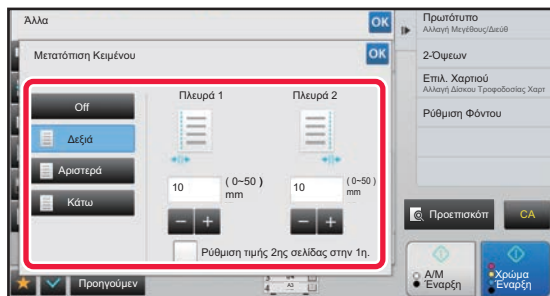 Άλλα
OK
Μετατόπιση Κειμένου
OK
Off
Δεξιά
Αριστερά
Κάτω
Πλευρά 1
Πλευρά 2
10
( 0~50 )
mm
10
( 0~50 )
mm
Ρύθμιση τιμής 2ης σελίδας στην 1η.
Προηγούμεν
Πρωτότυπο
Αλλαγή Μεγέθους/Διεύθ
2-Όψεων
Επιλ. Χαρτιού
Αλλαγή Δίσκου Τροφοδοσίας Χαρτ
Ρύθμιση Φόντου
Προεπισκόπ
CA
Α/Μ
Έναρξη
Χρώμα
Έναρξη